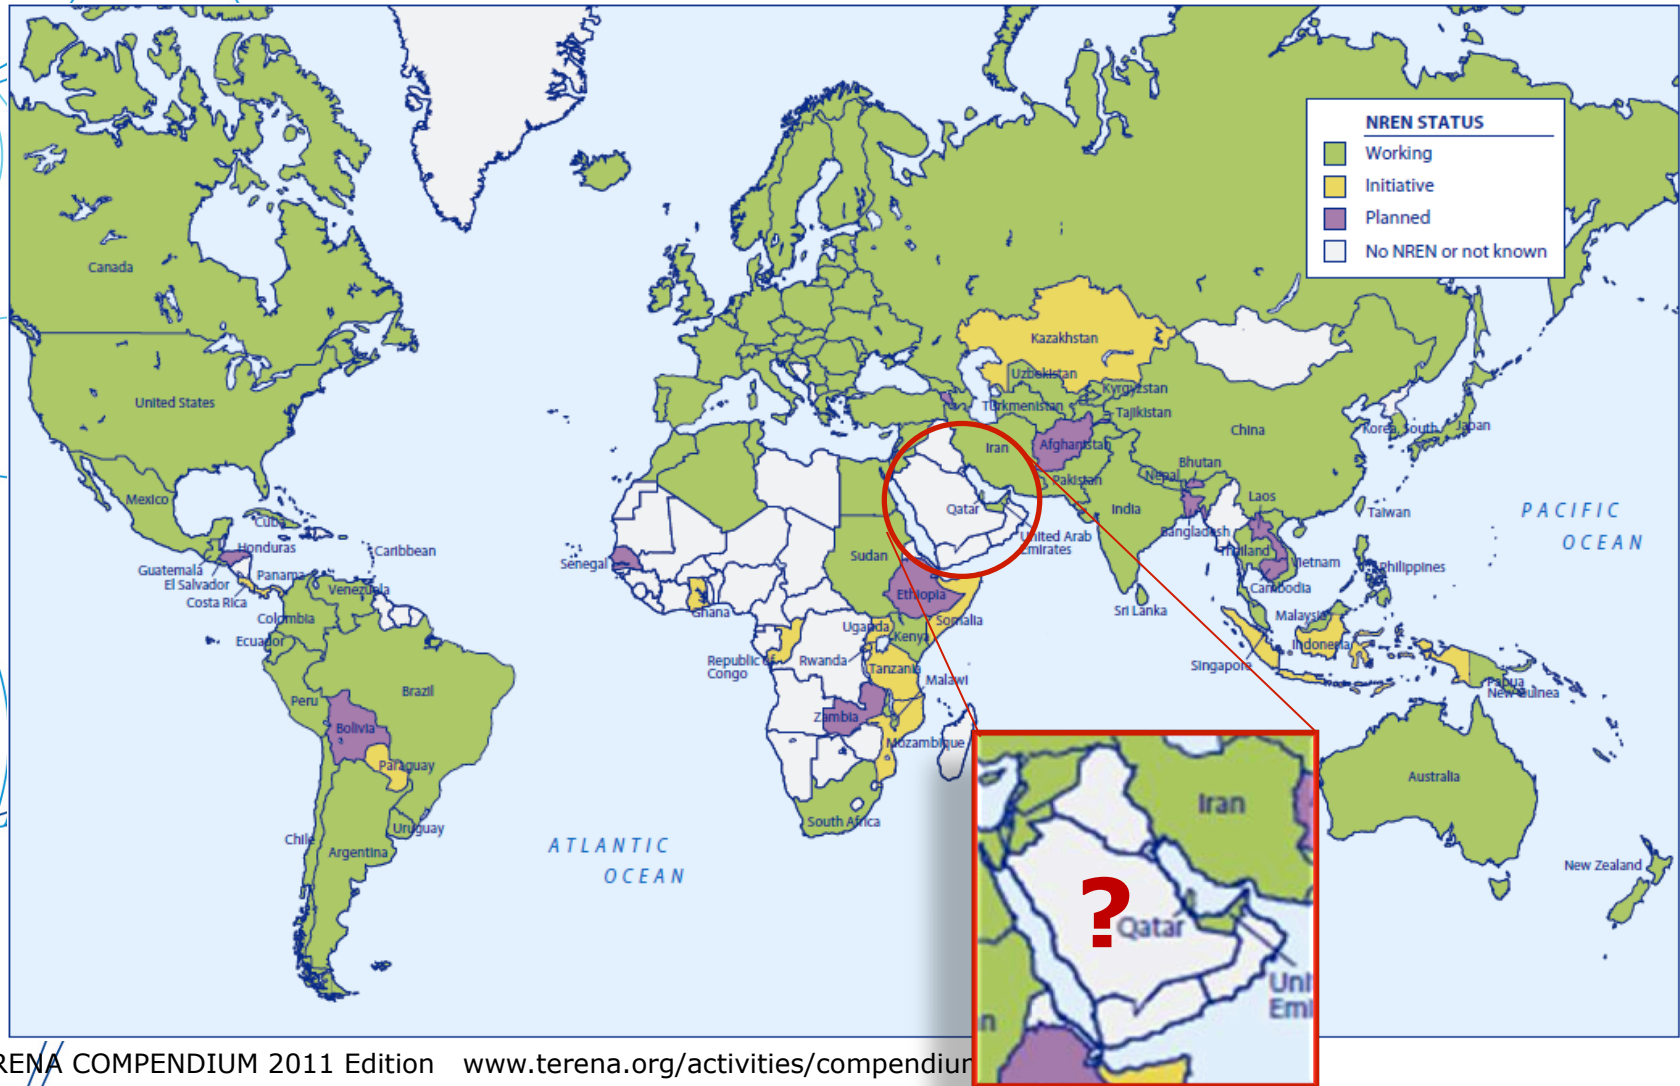 NREN STATUS
Working
Initiative
Planned
No NREN or not known
Canada
United States
Mexico
Cuba
Honduras
Guatemala
El Salvador
Costa Rica
Panama
Caribbean
Venezuela
Colombia
Ecuador
Peru
Brazil
Bolivia
Paraguay
Chile
Uruguay
Argentina
ATLANTIC
OCEAN
Senegal
Ghana
Republic of
Congo
Rwanda
Uganda
Kenya
Somalia
Ethiopia
Sudan
Tanzania
Malawi
Zambia
Mozambique
South Africa
Kazakhstan
Uzbekistan
Kyrgyzstan
Turkmenistan
Tajikistan
Afghanistan
Iran
Pakistan
Qatar
United Arab
Emirates
India
Nepal
Bhutan
Bangladesh
Sri Lanka
China
Korea, South
Japan
Taiwan
Laos
Thailand
Vietnam
Cambodia
Philippines
Malaysia
Singapore
Indonesia
Papua
New Guinea
PACIFIC
OCEAN
Australia
New Zealand
Iran
?
Qatar
Uni
Emi
n
RENA COMPENDIUM 2011 Edition www.terena.org/activities/compendiur